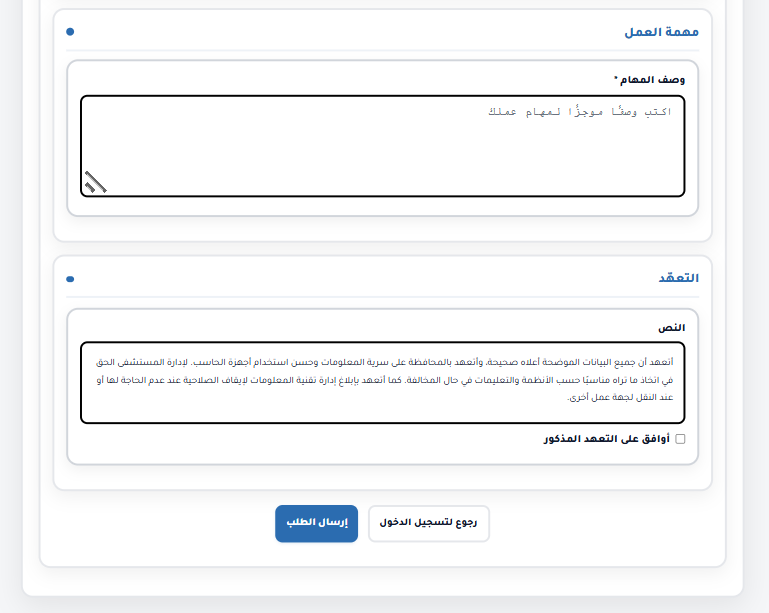 مهمة العمل
وصف المهام *
اكتب وصفًا موجزًا لمهام عملك
التعهّد
النص
أتعهد أن جميع البيانات الموضحة أعلاه صحيحة، وأتعهد بالمحافظة على سرية المعلومات وحسن استخدام أجهزة الحاسب. لإدارة المستشفى الحق
في اتخاذ ما تراه مناسبًا حسب الأنظمة والتعليمات في حال المخالفة. كما أتعهد بإبلاغ إدارة تقنية المعلومات لإيقاف الصلاحية عند عدم الحاجة لها أو
عند النقل لجهة عمل أخرى.
أوافق على التعهد المذكور
رجوع لتسجيل الدخول
إرسال الطلب